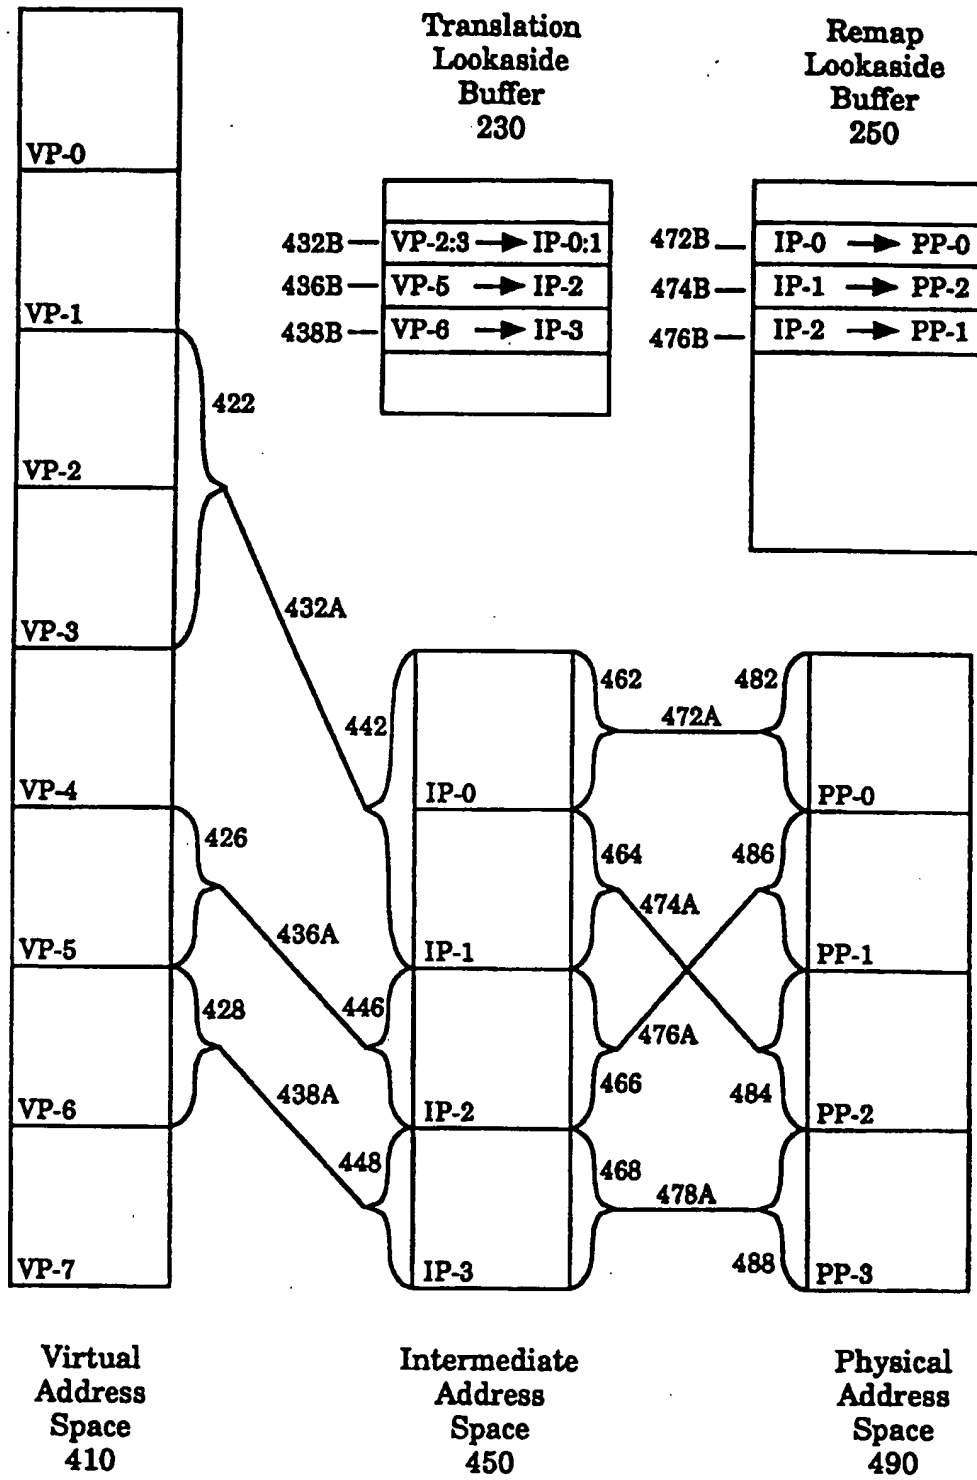 Translation
Lookaside
Buffer
230
Remap
Lookaside
Buffer
250
432B VP-2:3 IP-0:1
436B VP-5 IP-2
438B VP-6 IP-3
472B IP-0 PP-0
474B IP-1 PP-2
476B IP-2 PP-1
VP-0
VP-1
422
VP-2
432A
VP-3
462
482
472A
442
VP-4
IP-0
PP-0
426
464
486
474A
436A
VP-5
IP-1
PP-1
428
446
476A
466
484
438A
VP-6
IP-2
PP-2
448
468
478A
488
VP-7
IP-3
PP-3
Virtual
Address
Space
410
Intermediate
Address
Space
450
Physical
Address
Space
490